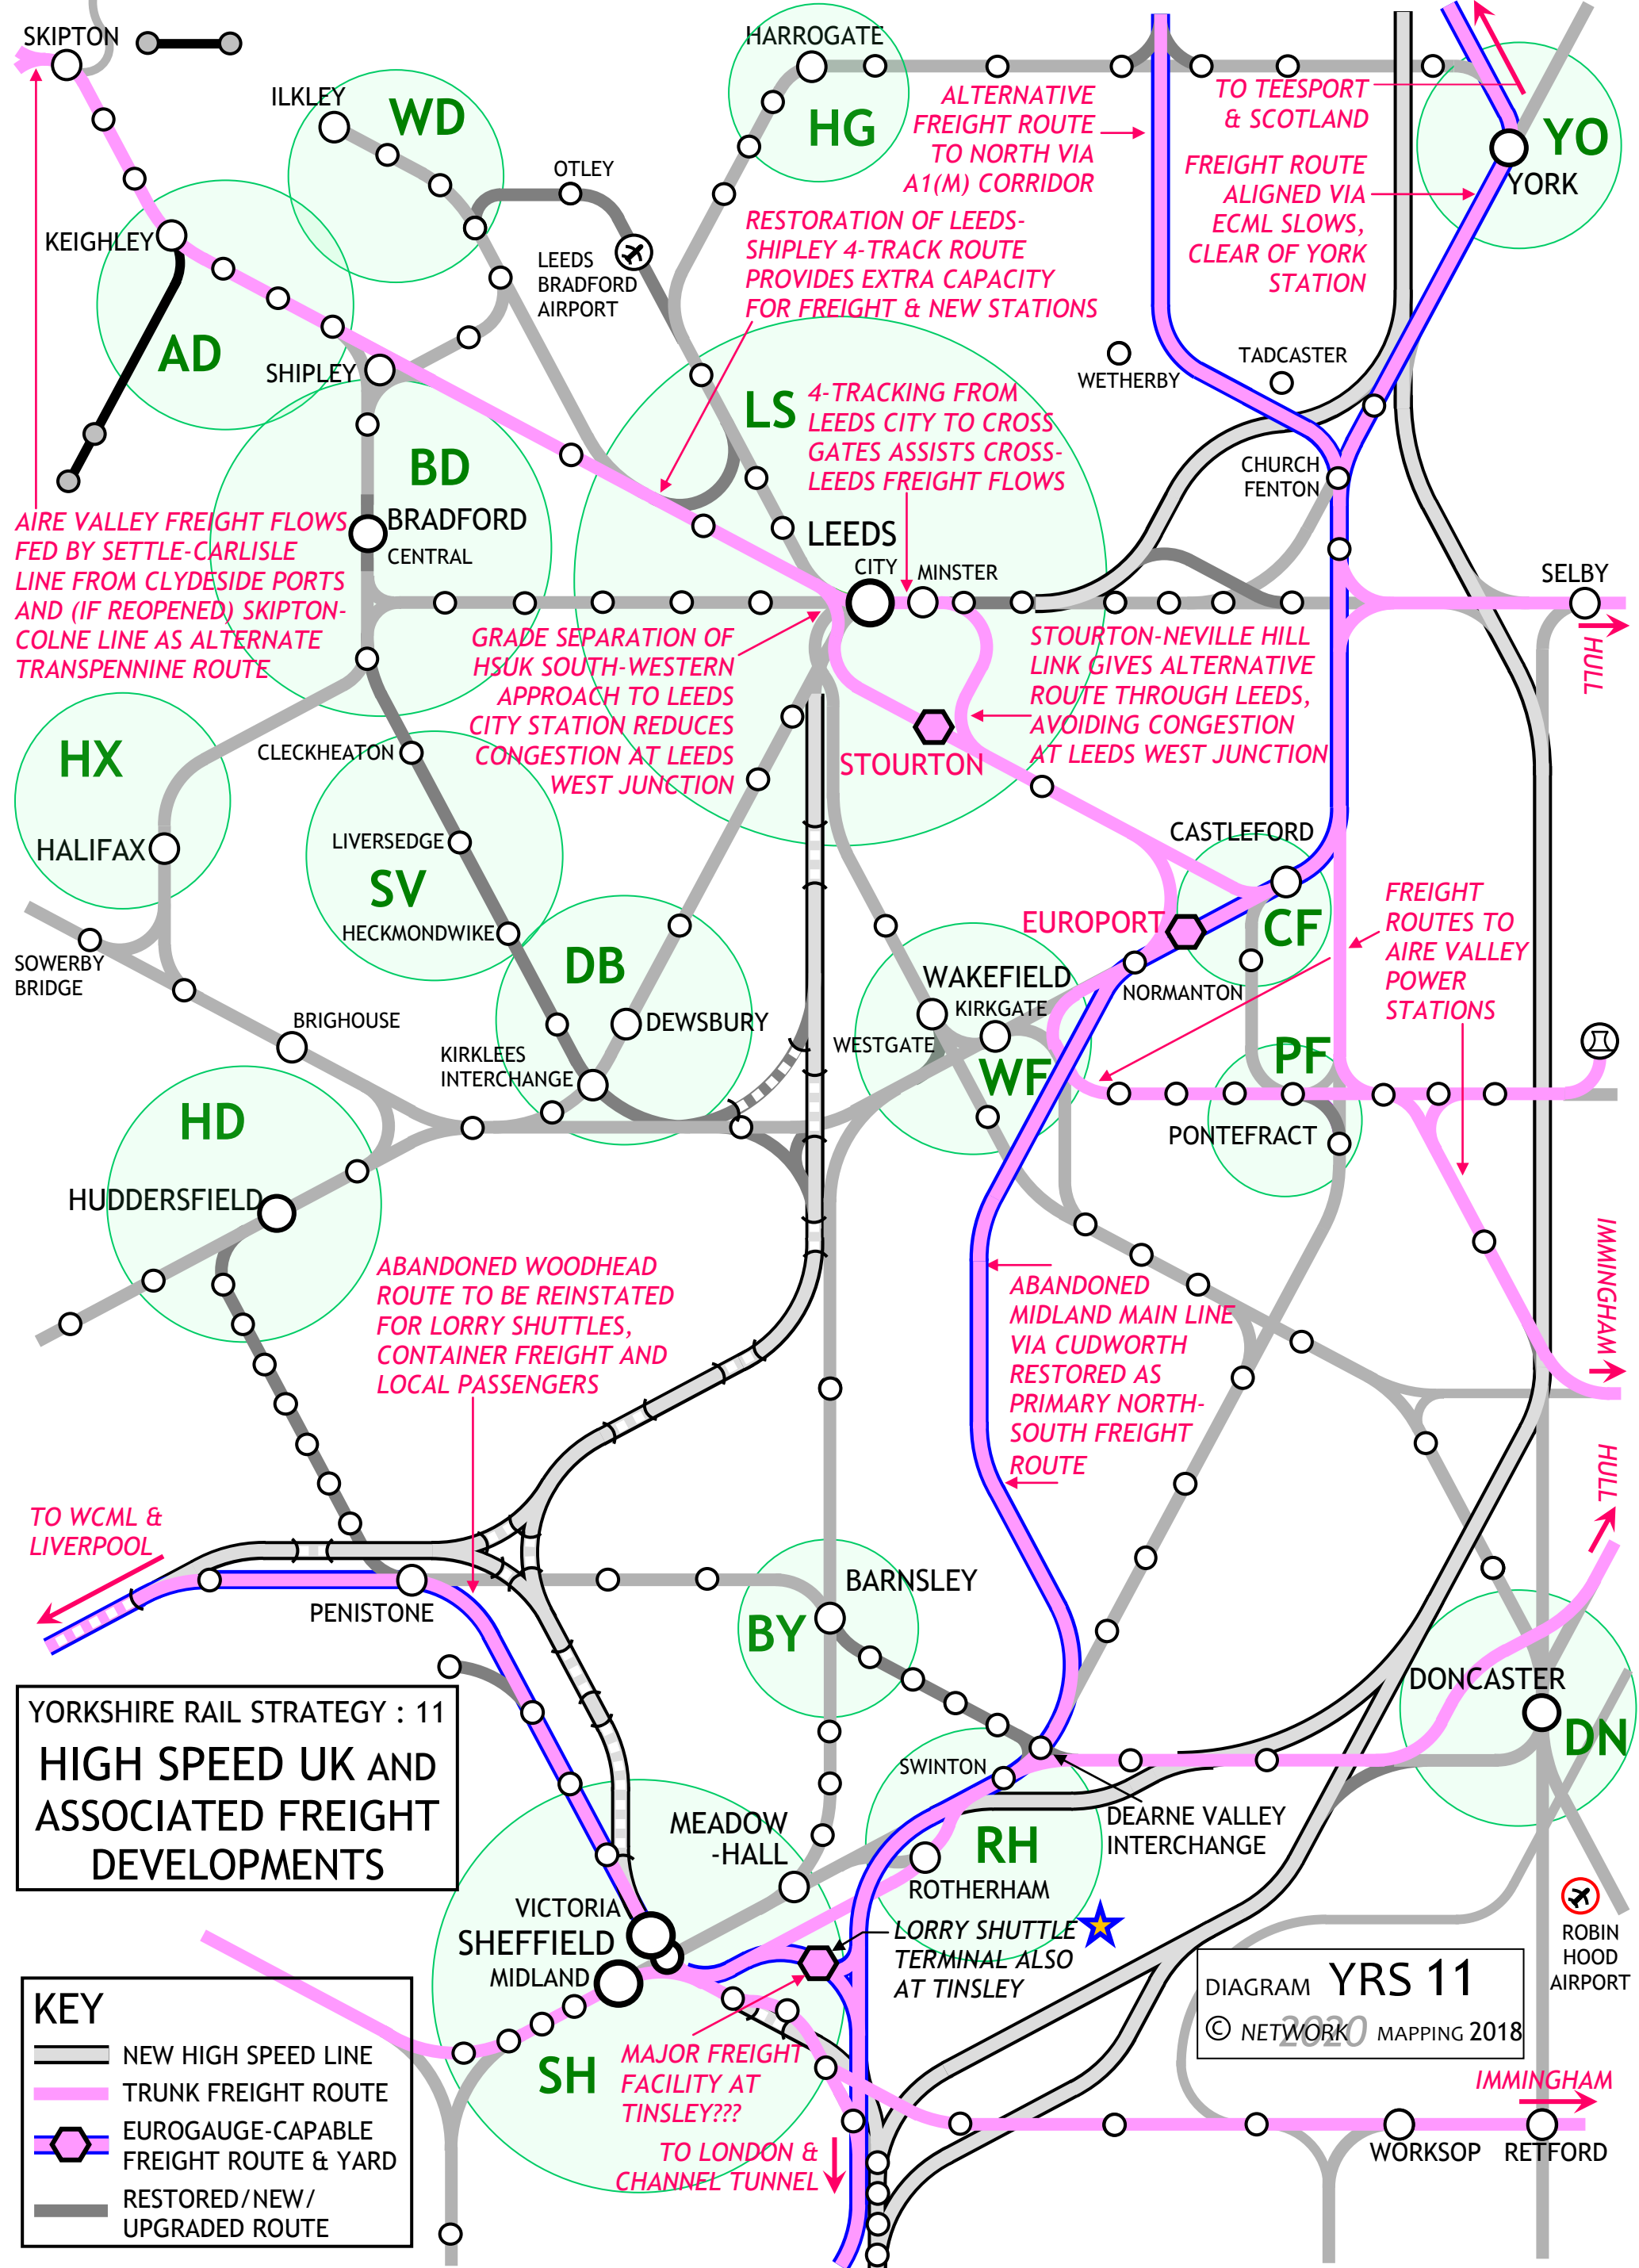 SKIPTON
HARROGATE
ILKLEY
WD
HG
ALTERNATIVE
FREIGHT ROUTE
TO NORTH VIA
A1(M) CORRIDOR
TO TEESPORT
& SCOTLAND
YO
YORK
FREIGHT ROUTE
ALIGNED VIA
ECML SLOWS,
CLEAR OF YORK
STATION
OTLEY
KEIGHLEY
LEEDS
BRADFORD
AIRPORT
RESTORATION OF LEEDS-
SHIPLEY 4-TRACK ROUTE
PROVIDES EXTRA CAPACITY
FOR FREIGHT & NEW STATIONS
AD
SHIPLEY
WETHERBY
TADCASTER
LS
4-TRACKING FROM
LEEDS CITY TO CROSS
GATES ASSISTS CROSS-
LEEDS FREIGHT FLOWS
BD
CHURCH
FENTON
BRADFORD
CENTRAL
AIRE VALLEY FREIGHT FLOWS
FED BY SETTLE-CARLISLE
LINE FROM CLYDESIDE PORTS
AND (IF REOPENED) SKIPTON-
COLNE LINE AS ALTERNATE
TRANSPENNINE ROUTE
LEEDS
CITY
MINSTER
SELBY
HULL
GRADE SEPARATION OF
HSUK SOUTH-WESTERN
APPROACH TO LEEDS
CITY STATION REDUCES
CONGESTION AT LEEDS
WEST JUNCTION
STOURTON-NEVILLE HILL
LINK GIVES ALTERNATIVE
ROUTE THROUGH LEEDS,
AVOIDING CONGESTION
AT LEEDS WEST JUNCTION
STOURTON
HX
CLECKHEATON
HALIFAX
LIVERSEDGE
SV
HECKMONDWIKE
CASTLEFORD
EUROPORT
CF
FREIGHT
ROUTES TO
AIRE VALLEY
POWER
STATIONS
SOWERBY
BRIDGE
DB
WAKEFIELD
KIRKGATE
NORMANTON
BRIGHOUSE
DEWSBURY
WESTGATE
KIRKLEES
INTERCHANGE
WF
PF
PONTEFRACT
HD
HUDDERSFIELD
ABANDONED WOODHEAD
ROUTE TO BE REINSTATED
FOR LORRY SHUTTLES,
CONTAINER FREIGHT AND
LOCAL PASSENGERS
ABANDONED
MIDLAND MAIN LINE
VIA CUDWORTH
RESTORED AS
PRIMARY NORTH-
SOUTH FREIGHT
ROUTE
IMMINGHAM
HULL
TO WCML &
LIVERPOOL
PENISTONE
BARNSLEY
BY
DONCASTER
DN
YORKSHIRE RAIL STRATEGY : 11
HIGH SPEED UK AND
ASSOCIATED FREIGHT
DEVELOPMENTS
SWINTON
DEARNE VALLEY
INTERCHANGE
MEADOW
-HALL
RH
ROTHERHAM
VICTORIA
SHEFFIELD
MIDLAND
LORRY SHUTTLE
TERMINAL ALSO
AT TINSLEY
ROBIN
HOOD
AIRPORT
DIAGRAM YRS 11
© NETWORK 2020 MAPPING 2018
SH
MAJOR FREIGHT
FACILITY AT
TINSLEY???
TO LONDON &
CHANNEL TUNNEL
IMMINGHAM
WORKSOP
RETFORD
KEY
NEW HIGH SPEED LINE
TRUNK FREIGHT ROUTE
EUROGAUGE-CAPABLE
FREIGHT ROUTE & YARD
RESTORED/NEW/
UPGRADED ROUTE